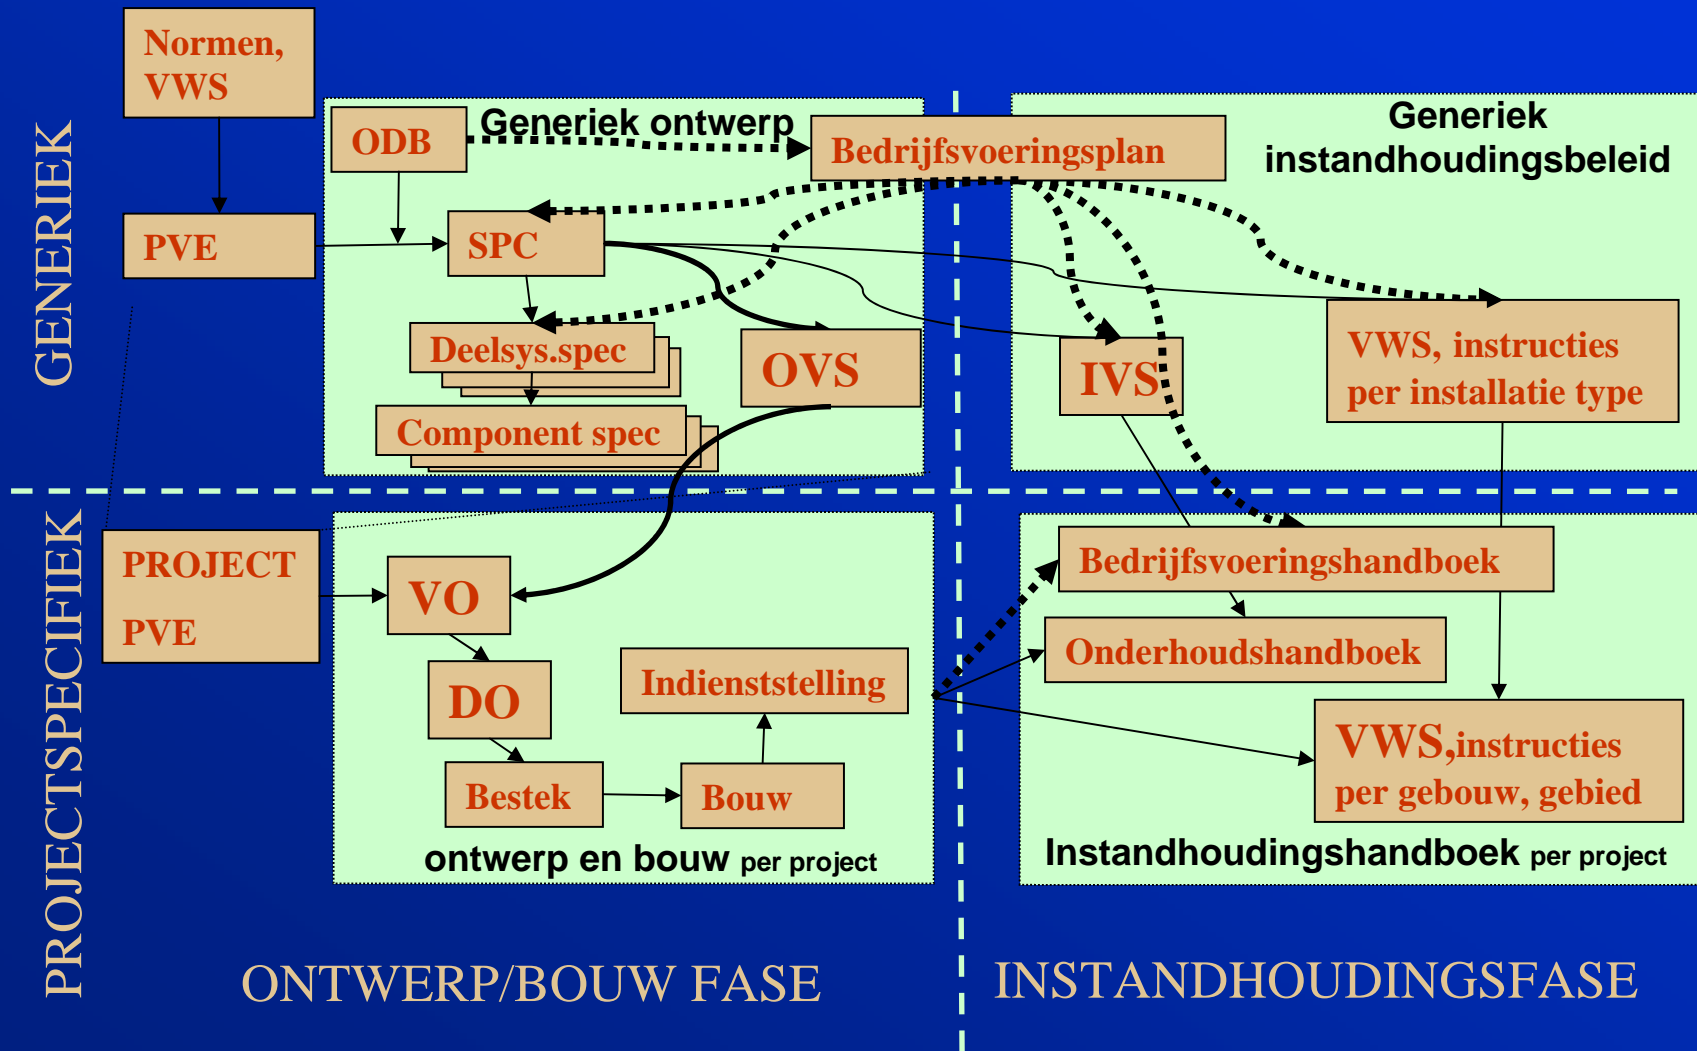 Normen,
VWS
GENERIEK
ODB
Generiek ontwerp
Bedrijfsvoeringsplan
Generiek
instandhoudingsbeleid
PVE
SPC
Deelsys.spec
OVS
IVS
VWS, instructies
per installatie type
Component spec
PROJECTSPECIFIEK
PROJECT
PVE
VO
DO
Indienststelling
Bestek
Bouw
ontwerp en bouw per project
Bedrijfsvoeringshandboek
Onderhoudshandboek
VWS,instructies
per gebouw, gebied
Instandhoudingshandboek per project
ONTWERP/BOUW FASE
INSTANDHOUDINGSFASE